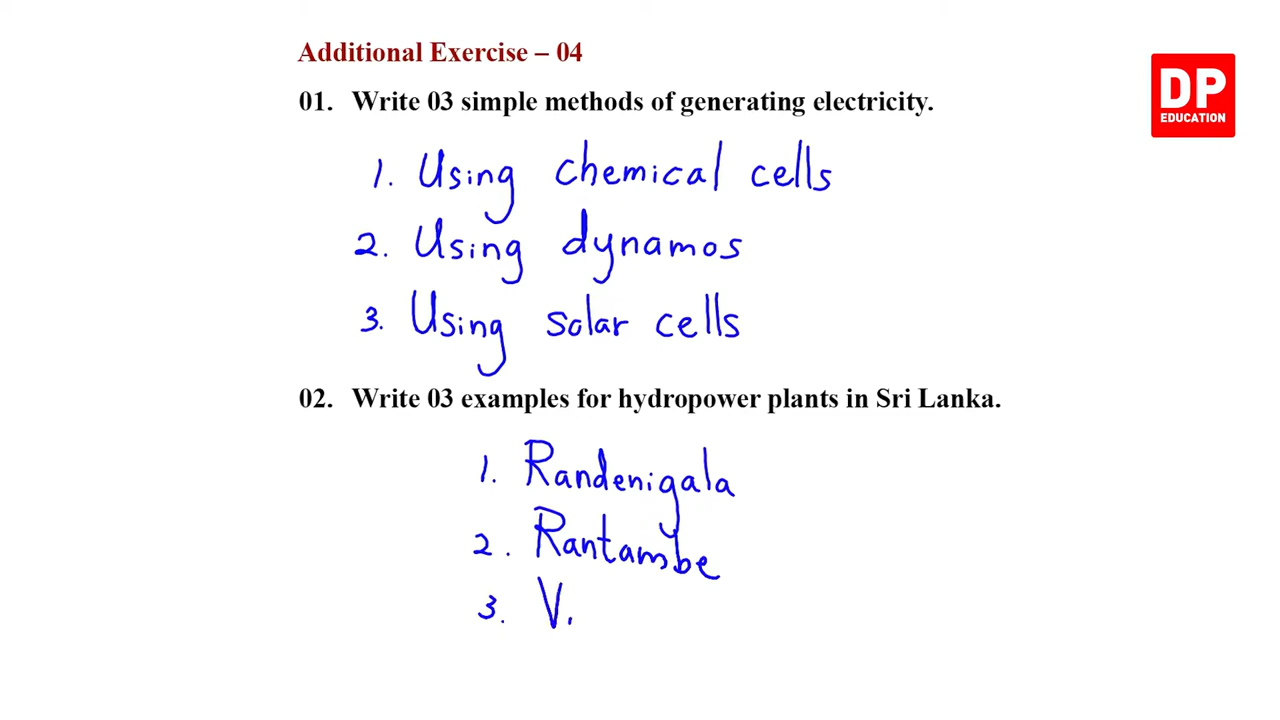 Additional Exercise – 04
DP
EDUCATION
01. Write 03 simple methods of generating electricity.
1. Using chemical cells
2. Using dynamos
3. Using solar cells
02. Write 03 examples for hydropower plants in Sri Lanka.
1. Randenigala
2. Rantambe
3. V